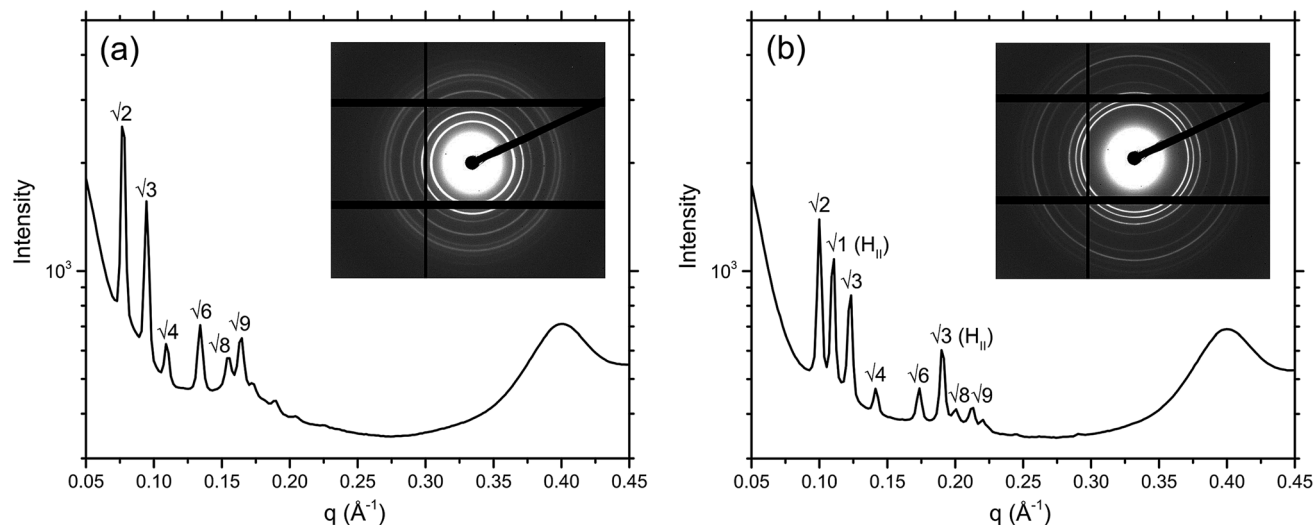 (a)
√2
√3
√4
√6
√8
√9
10³
Intensity
0.05 0.10 0.15 0.20 0.25 0.30 0.35 0.40 0.45
q (Å⁻¹)
(b)
√2
√1 (H_II)
√3
√4
√6
√3 (H_II)
√8
√9
10³
Intensity
0.05 0.10 0.15 0.20 0.25 0.30 0.35 0.40 0.45
q (Å⁻¹)